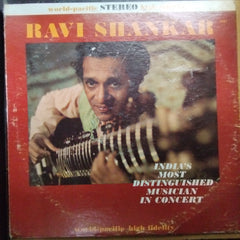 world-pacific STEREO
RAVI SHANKAR
INDIA'S
MOST
DISTINGUISHED
MUSICIAN
IN CONCERT
world-pacific high fidelity